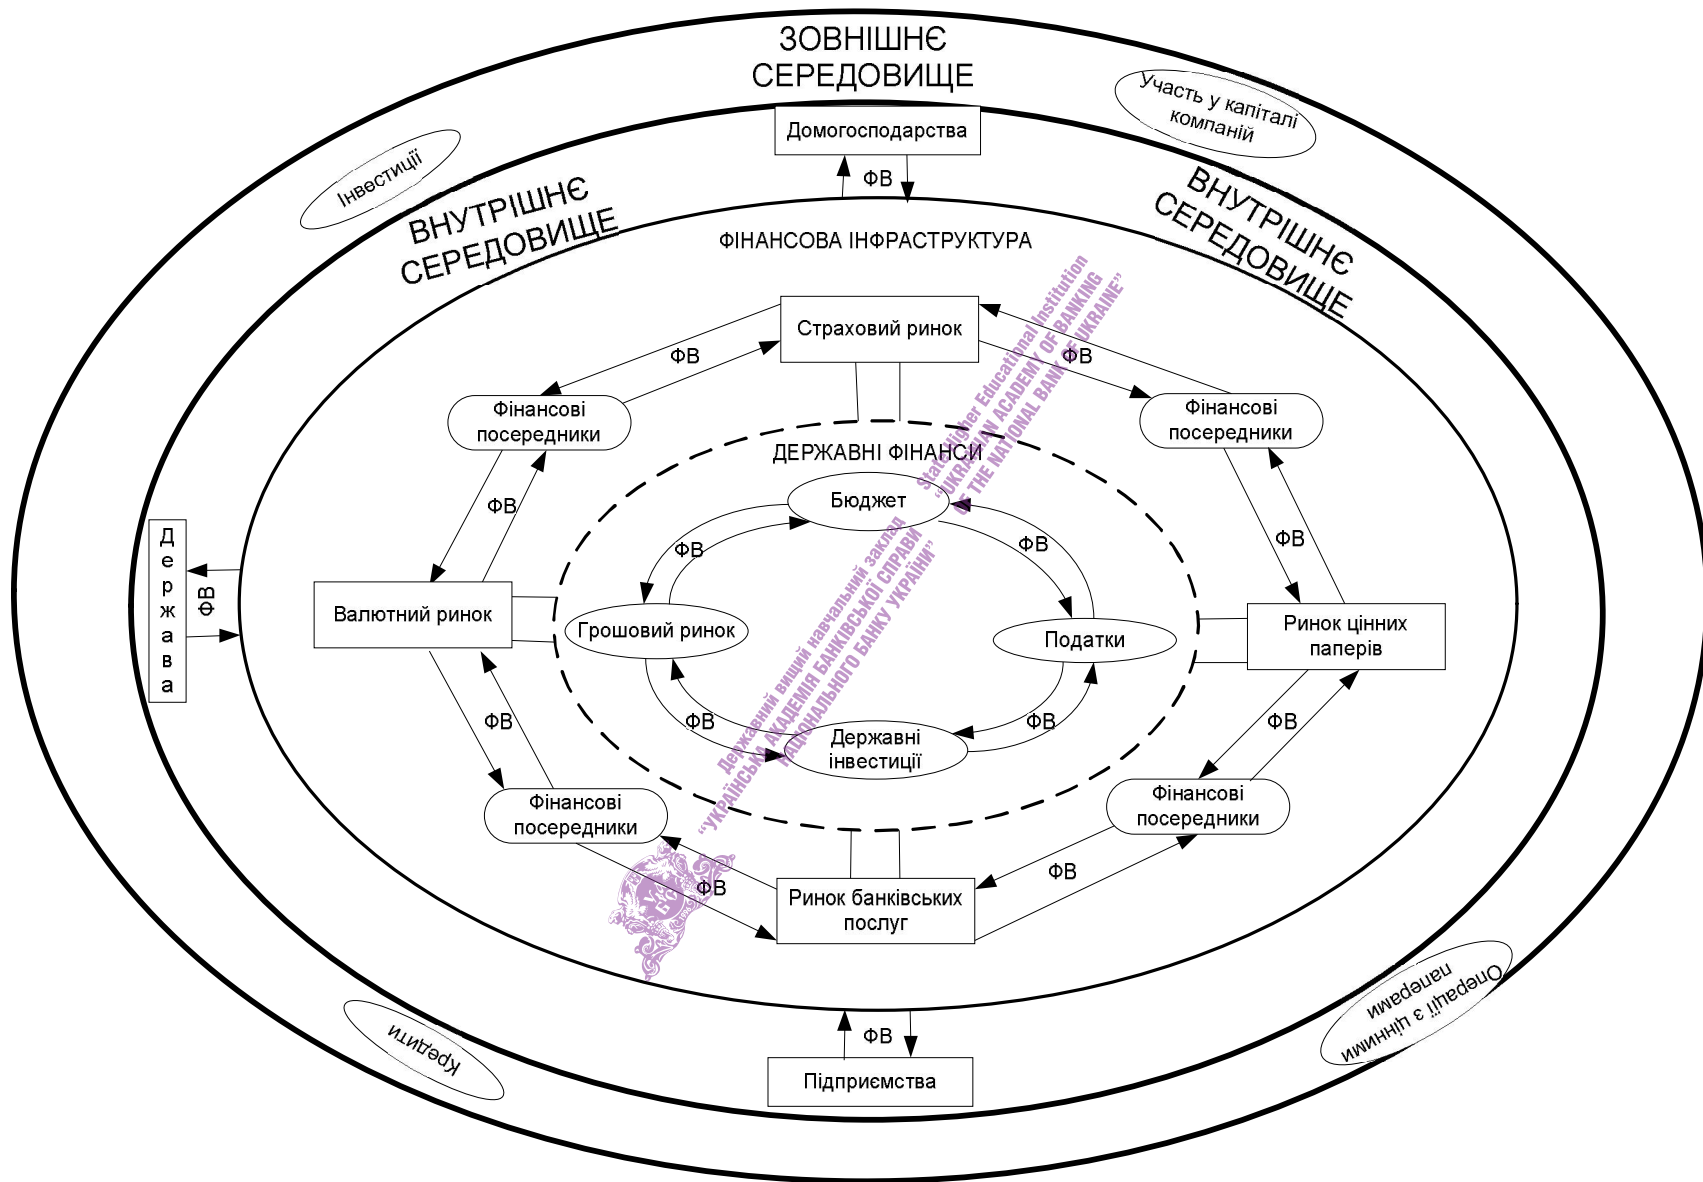 ЗОВНІШНЄ
СЕРЕДОВИЩЕ
Участь у капіталі
компаній
Інвестиції
Домогосподарства
ФВ
ВНУТРІШНЄ
СЕРЕДОВИЩЕ
ВНУТРІШНЄ
СЕРЕДОВИЩЕ
ФІНАНСОВА ІНФРАСТРУКТУРА
Страховий ринок
ФВ
ФВ
Фінансові
посередники
Фінансові
посередники
ДЕРЖАВНІ ФІНАНСИ
Бюджет
ФВ
ФВ
ФВ
ФВ
Держава
ФВ
Валютний ринок
Грошовий ринок
Податки
Ринок цінних
паперів
ФВ
ФВ
ФВ
ФВ
Державні
інвестиції
Фінансові
посередники
Фінансові
посередники
ФВ
ФВ
Ринок банківських
послуг
Кредити
Операції з цінними
паперами
ФВ
Підприємства
Державний вищий навчальний заклад
“УКРАЇНСЬКА АКАДЕМІЯ БАНКІВСЬКОЇ СПРАВИ
НАЦІОНАЛЬНОГО БАНКУ УКРАЇНИ”
State Higher Educational Institution
“UKRAINIAN ACADEMY OF BANKING
OF THE NATIONAL BANK OF UKRAINE”